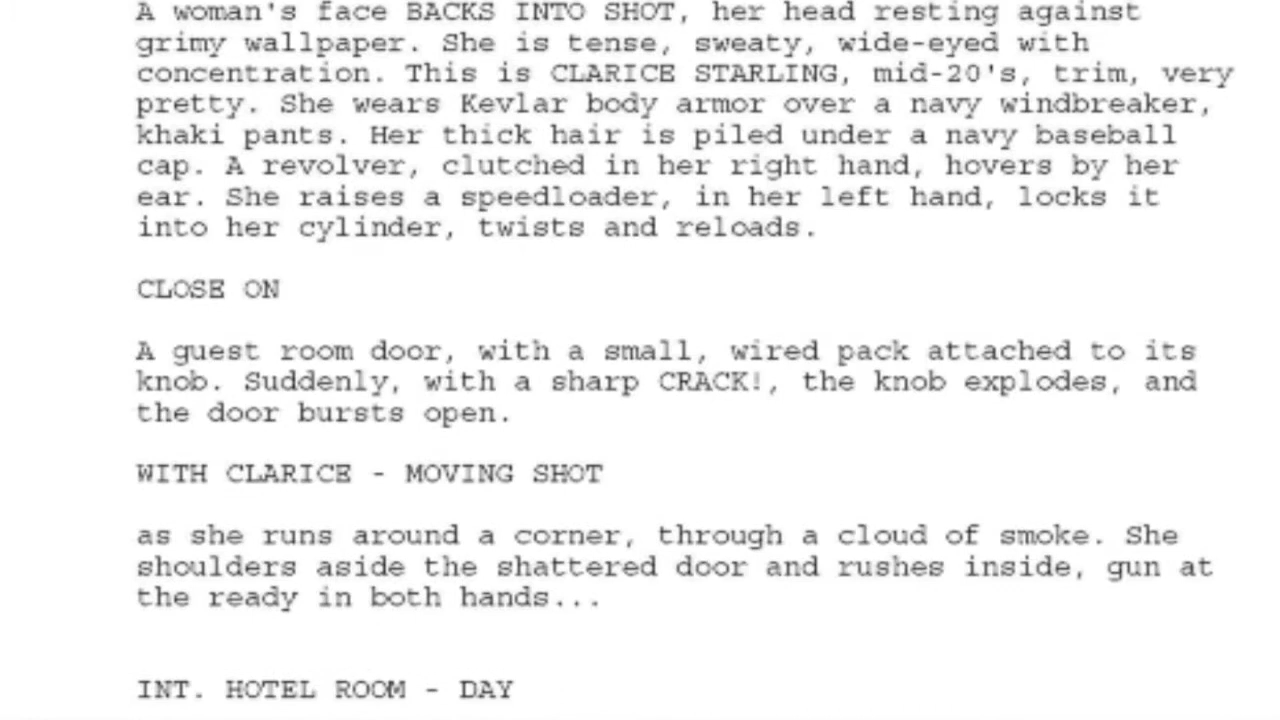 A woman's face BACKS INTO SHOT, her head resting against
grimy wallpaper. She is tense, sweaty, wide-eyed with
concentration. This is CLARICE STARLING, mid-20's, trim, very
pretty. She wears Kevlar body armor over a navy windbreaker,
khaki pants. Her thick hair is piled under a navy baseball
cap. A revolver, clutched in her right hand, hovers by her
ear. She raises a speedloader, in her left hand, locks it
into her cylinder, twists and reloads.
CLOSE ON
A guest room door, with a small, wired pack attached to its
knob. Suddenly, with a sharp CRACK!, the knob explodes, and
the door bursts open.
WITH CLARICE - MOVING SHOT
as she runs around a corner, through a cloud of smoke. She
shoulders aside the shattered door and rushes inside, gun at
the ready in both hands...
INT. HOTEL ROOM - DAY